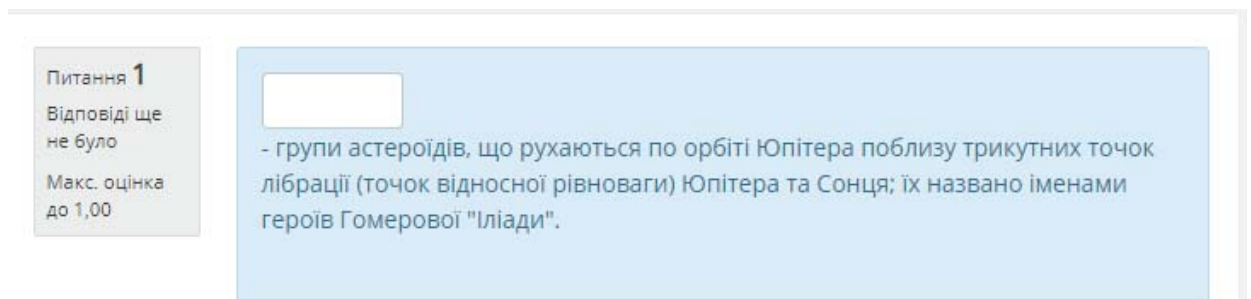 Питання 1
Відповіді ще
не було
Макс. оцінка
до 1,00
- групи астероїдів, що рухаються по орбіті Юпітера поблизу трикутних точок
лібрації (точок відносної рівноваги) Юпітера та Сонця; їх названо іменами
героїв Гомерової "Іліади".